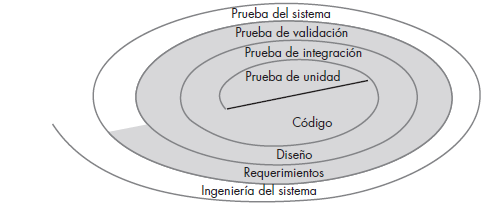 Prueba del sistema
Prueba de validación
Prueba de integración
Prueba de unidad
Código
Diseño
Requerimientos
Ingeniería del sistema